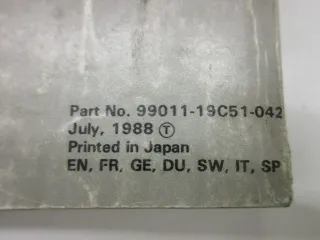 Part No. 99011-19C51-042
July, 1988 Ⓣ
Printed in Japan
EN, FR, GE, DU, SW, IT, SP